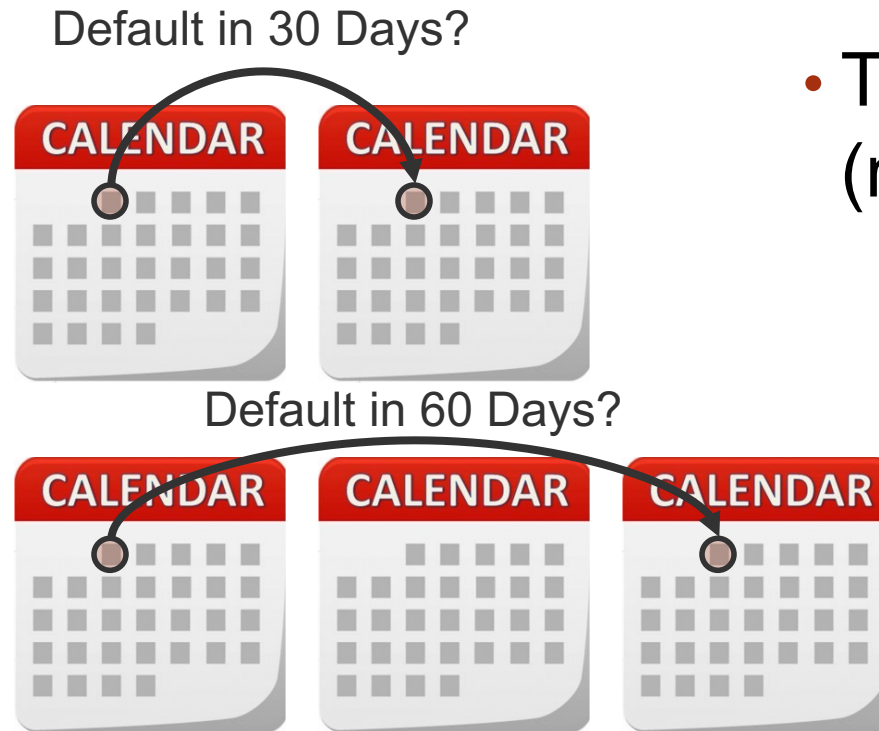 Default in 30 Days?
CALENDAR CALENDAR
• T
(r
Default in 60 Days?
CALENDAR CALENDAR CALENDAR